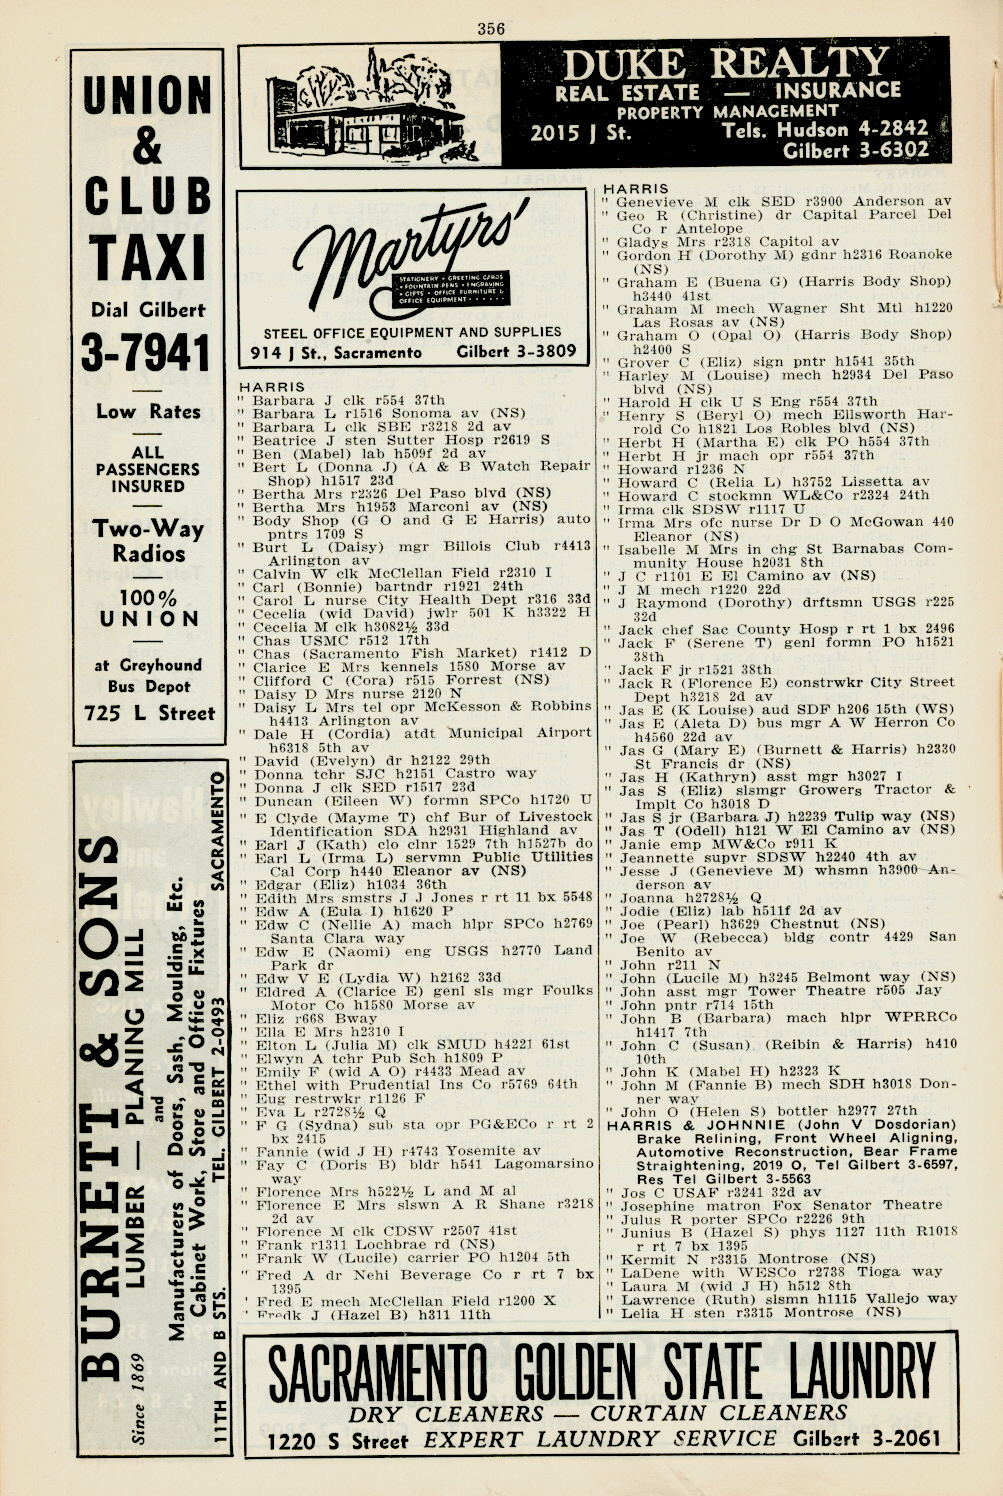 356
UNION
&
CLUB
TAXI
Dial Gilbert
3-7941
Low Rates
ALL
PASSENGERS
INSURED
Two-Way
Radios
100%
UNION
at Greyhound
Bus Depot
725 L Street
BURNETT & SONS
Since 1869
LUMBER — PLANING MILL
and
Manufacturers of Doors, Sash, Moulding, Etc.
Cabinet Work, Store and Office Fixtures
11TH AND B STS. TEL. GILBERT 2-0493 SACRAMENTO
DUKE REALTY
REAL ESTATE — INSURANCE
PROPERTY MANAGEMENT
2015 J St. Tels. Hudson 4-2842
Gilbert 3-6302
Martyrs'
STATIONERY • GREETING CARDS
• FOUNTAIN PENS • ENGRAVING
• GIFTS • OFFICE FURNITURE &
OFFICE EQUIPMENT • • • • • •
STEEL OFFICE EQUIPMENT AND SUPPLIES
914 J St., Sacramento Gilbert 3-3809
HARRIS
" Barbara J clk r554 37th
" Barbara L r1516 Sonoma av (NS)
" Barbara L clk SBE r3218 2d av
" Beatrice J sten Sutter Hosp r2619 S
" Ben (Mabel) lab h509f 2d av
" Bert L (Donna J) (A & B Watch Repair
Shop) h1517 23d
" Bertha Mrs r2326 Del Paso blvd (NS)
" Bertha Mrs h1953 Marconi av (NS)
" Body Shop (G O and G E Harris) auto
pntrs 1709 S
" Burt L (Daisy) mgr Billois Club r4413
Arlington av
" Calvin W clk McClellan Field r2310 I
" Carl (Bonnie) bartndr r1921 24th
" Carol L nurse City Health Dept r316 33d
" Cecelia (wid David) jwlr 501 K h3322 H
" Cecelia M clk h3082½ 33d
" Chas USMC r512 17th
" Chas (Sacramento Fish Market) r1412 D
" Clarice E Mrs kennels 1580 Morse av
" Clifford C (Cora) r515 Forrest (NS)
" Daisy D Mrs nurse 2120 N
" Daisy L Mrs tel opr McKesson & Robbins
h4413 Arlington av
" Dale H (Cordia) atdt Municipal Airport
h6318 5th av
" David (Evelyn) dr h2122 29th
" Donna tchr SJC h2151 Castro way
" Donna J clk SED r1517 23d
" Duncan (Eileen W) formn SPCo h1720 U
" E Clyde (Mayme T) chf Bur of Livestock
Identification SDA h2931 Highland av
" Earl J (Kath) clo clnr 1529 7th h1527b do
" Earl L (Irma L) servmn Public Utilities
Cal Corp h440 Eleanor av (NS)
" Edgar (Eliz) h1034 36th
" Edith Mrs smstrs J J Jones r rt 11 bx 5548
" Edw A (Eula I) h1620 P
" Edw C (Nellie A) mach hlpr SPCo h2769
Santa Clara way
" Edw E (Naomi) eng USGS h2770 Land
Park dr
" Edw V E (Lydia W) h2162 33d
" Eldred A (Clarice E) genl sls mgr Foulks
Motor Co h1580 Morse av
" Eliz r668 Bway
" Ella E Mrs h2310 I
" Elton L (Julia M) clk SMUD h4221 61st
" Elwyn A tchr Pub Sch h1809 P
" Emily F (wid A O) r4433 Mead av
" Ethel with Prudential Ins Co r5769 64th
" Eug restrwkr r1126 F
" Eva L r2728½ Q
" F G (Sydna) sub sta opr PG&ECo r rt 2
bx 2415
" Fannie (wid J H) r4743 Yosemite av
" Fay C (Doris B) bldr h541 Lagomarsino
way
" Florence Mrs h522½ L and M al
" Florence E Mrs slswn A R Shane r3218
2d av
" Florence M clk CDSW r2507 41st
" Frank r1311 Lochbrae rd (NS)
" Frank W (Lucile) carrier PO h1204 5th
" Fred A dr Nehi Beverage Co r rt 7 bx
1395
' Fred E mech McClellan Field r1200 X
' Fredk J (Hazel B) h311 11th
HARRIS
" Genevieve M clk SED r3900 Anderson av
" Geo R (Christine) dr Capital Parcel Del
Co r Antelope
" Gladys Mrs r2318 Capitol av
" Gordon H (Dorothy M) gdnr h2316 Roanoke
(NS)
" Graham E (Buena G) (Harris Body Shop)
h3440 41st
" Graham M mech Wagner Sht Mtl h1220
Las Rosas av (NS)
" Graham O (Opal O) (Harris Body Shop)
h2400 S
" Grover C (Eliz) sign pntr h1541 35th
" Harley M (Louise) mech h2934 Del Paso
blvd (NS)
" Harold H clk U S Eng r554 37th
" Henry S (Beryl O) mech Ellsworth Har-
rold Co h1821 Los Robles blvd (NS)
" Herbt H (Martha E) clk PO h554 37th
" Herbt H jr mach opr r554 37th
" Howard r1236 N
" Howard C (Relia L) h3752 Lissetta av
" Howard C stockmn WL&Co r2324 24th
" Irma clk SDSW r1117 U
" Irma Mrs ofc nurse Dr D O McGowan 440
Eleanor (NS)
" Isabelle M Mrs in chg St Barnabas Com-
munity House h2031 8th
" J C r1101 E El Camino av (NS)
" J M mech r1220 22d
" J Raymond (Dorothy) drftsmn USGS r225
32d
" Jack chef Sac County Hosp r rt 1 bx 2496
" Jack F (Serene T) genl formn PO h1521
38th
" Jack F jr r1521 38th
" Jack R (Florence E) constrwkr City Street
Dept h3218 2d av
" Jas E (K Louise) aud SDF h206 15th (WS)
" Jas E (Aleta D) bus mgr A W Herron Co
h4560 22d av
" Jas G (Mary E) (Burnett & Harris) h2330
St Francis dr (NS)
" Jas H (Kathryn) asst mgr h3027 I
" Jas S (Eliz) slsmgr Growers Tractor &
Implt Co h3018 D
" Jas S jr (Barbara J) h2239 Tulip way (NS)
" Jas T (Odell) h121 W El Camino av (NS)
" Janie emp MW&Co r911 K
" Jeannette supvr SDSW h2240 4th av
" Jesse J (Genevieve M) whsmn h3900 An-
derson av
" Joanna h2728½ Q
" Jodie (Eliz) lab h511f 2d av
" Joe (Pearl) h3629 Chestnut (NS)
" Joe W (Rebecca) bldg contr 4429 San
Benito av
" John r211 N
" John (Lucile M) h3245 Belmont way (NS)
" John asst mgr Tower Theatre r505 Jay
" John pntr r714 15th
" John B (Barbara) mach hlpr WPRRCo
h1417 7th
" John C (Susan) (Reibin & Harris) h410
10th
" John K (Mabel H) h2323 K
" John M (Fannie B) mech SDH h3018 Don-
ner way
" John O (Helen S) bottler h2977 27th
HARRIS & JOHNNIE (John V Dosdorian)
Brake Relining, Front Wheel Aligning,
Automotive Reconstruction, Bear Frame
Straightening, 2019 O, Tel Gilbert 3-6597,
Res Tel Gilbert 3-5563
" Jos C USAF r3241 32d av
" Josephine matron Fox Senator Theatre
" Julus R porter SPCo r2226 9th
Junius B (Hazel S) phys 1127 11th R1018
r rt 7 bx 1395
" Kermit N r3315 Montrose (NS)
" LaDene with WESCo r2738 Tioga way
" Laura M (wid J H) h512 8th
" Lawrence (Ruth) slsmn h1115 Vallejo way
" Lelia H sten r3315 Montrose (NS)
SACRAMENTO GOLDEN STATE LAUNDRY
DRY CLEANERS — CURTAIN CLEANERS
1220 S Street EXPERT LAUNDRY SERVICE Gilbert 3-2061